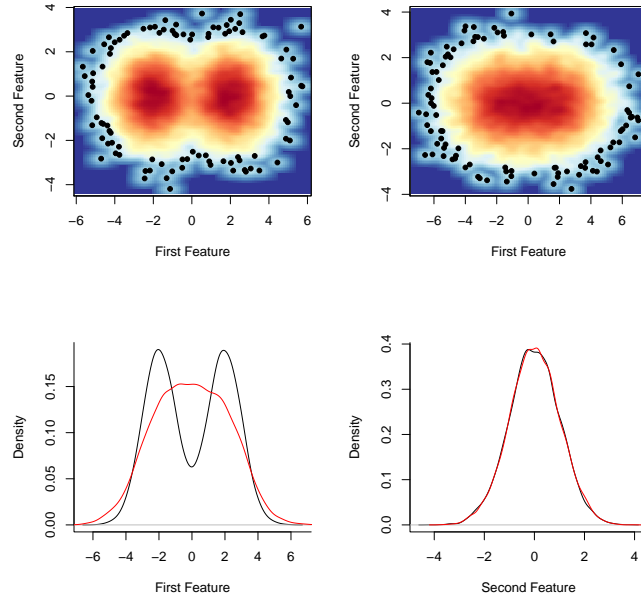 Second Feature
4
2
0
−2
−4
−6 −4 −2 0 2 4 6
First Feature
Second Feature
4
2
0
−2
−4
−6 −4 −2 0 2 4 6
First Feature
Density
0.15
0.10
0.05
0.00
−6 −4 −2 0 2 4 6
First Feature
Density
0.4
0.3
0.2
0.1
0.0
−4 −2 0 2 4
Second Feature